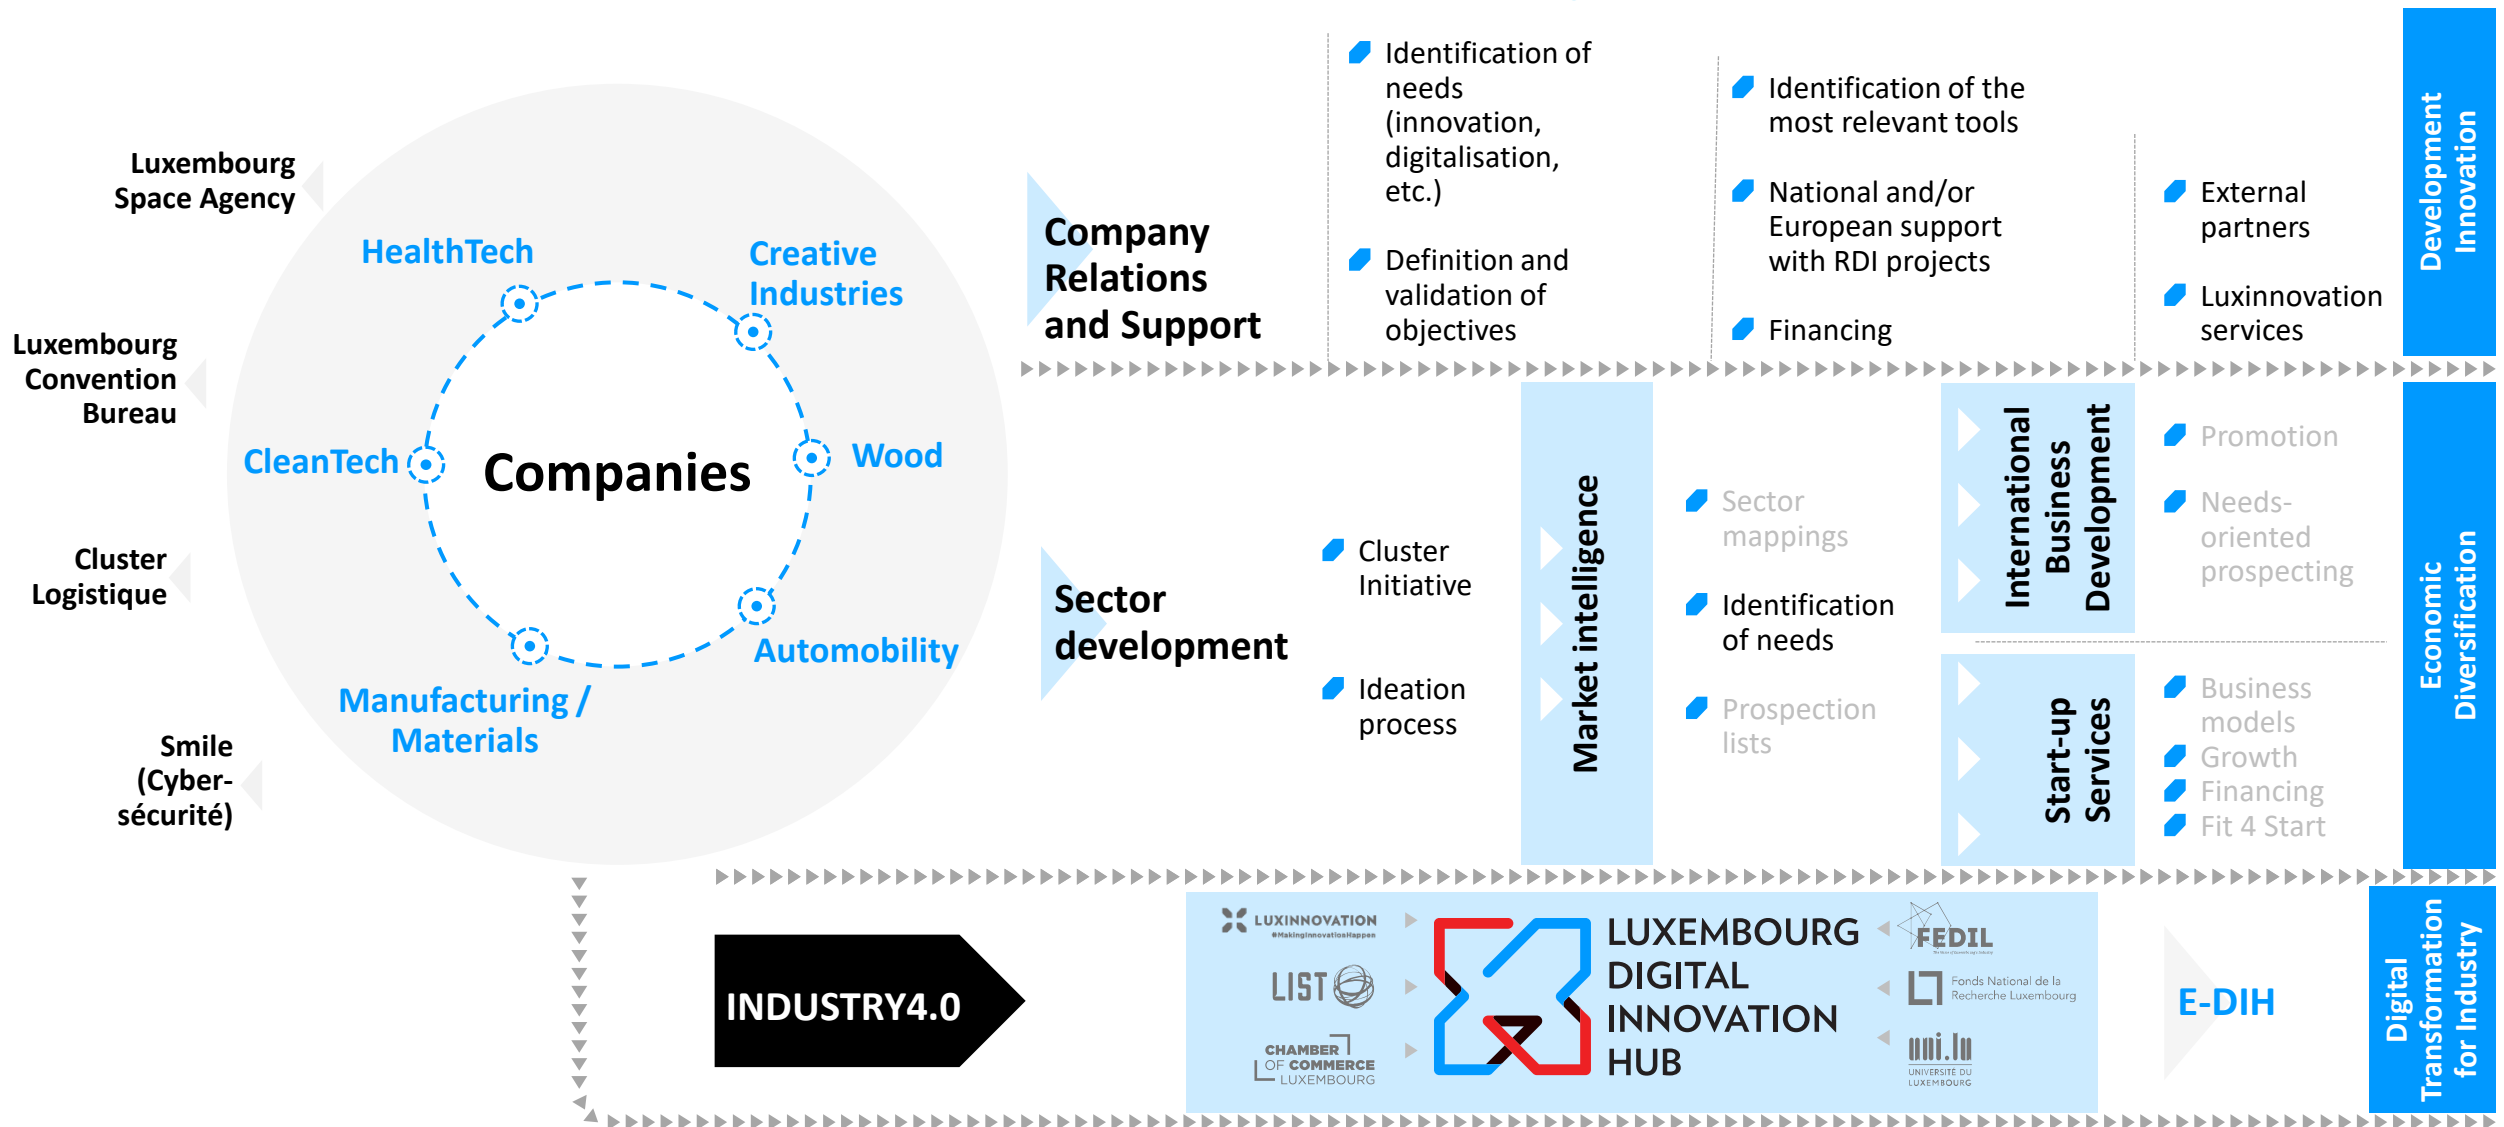 Luxembourg
Space Agency
Luxembourg
Convention
Bureau
Cluster
Logistique
Smile
(Cyber-
sécurité)
HealthTech
Creative
Industries
CleanTech
Companies
Wood
Automobility
Manufacturing /
Materials
Company
Relations
and Support
Identification of
needs
(innovation,
digitalisation,
etc.)
Definition and
validation of
objectives
Identification of the
most relevant tools
National and/or
European support
with RDI projects
Financing
External
partners
Luxinnovation
services
Development
Innovation
Sector
development
Cluster
Initiative
Ideation
process
Market intelligence
Sector
mappings
Identification
of needs
Prospection
lists
International
Business
Development
Promotion
Needs-
oriented
prospecting
Start-up
Services
Business
models
Growth
Financing
Fit 4 Start
Economic
Diversification
INDUSTRY4.0
LUXINNOVATION
#MakingInnovationHappen
LIST
CHAMBER
OF COMMERCE
LUXEMBOURG
LUXEMBOURG
DIGITAL
INNOVATION
HUB
FEDIL
Fonds National de la
Recherche Luxembourg
uni.lu
UNIVERSITÉ DU
LUXEMBOURG
E-DIH
Digital
Transformation
for Industry